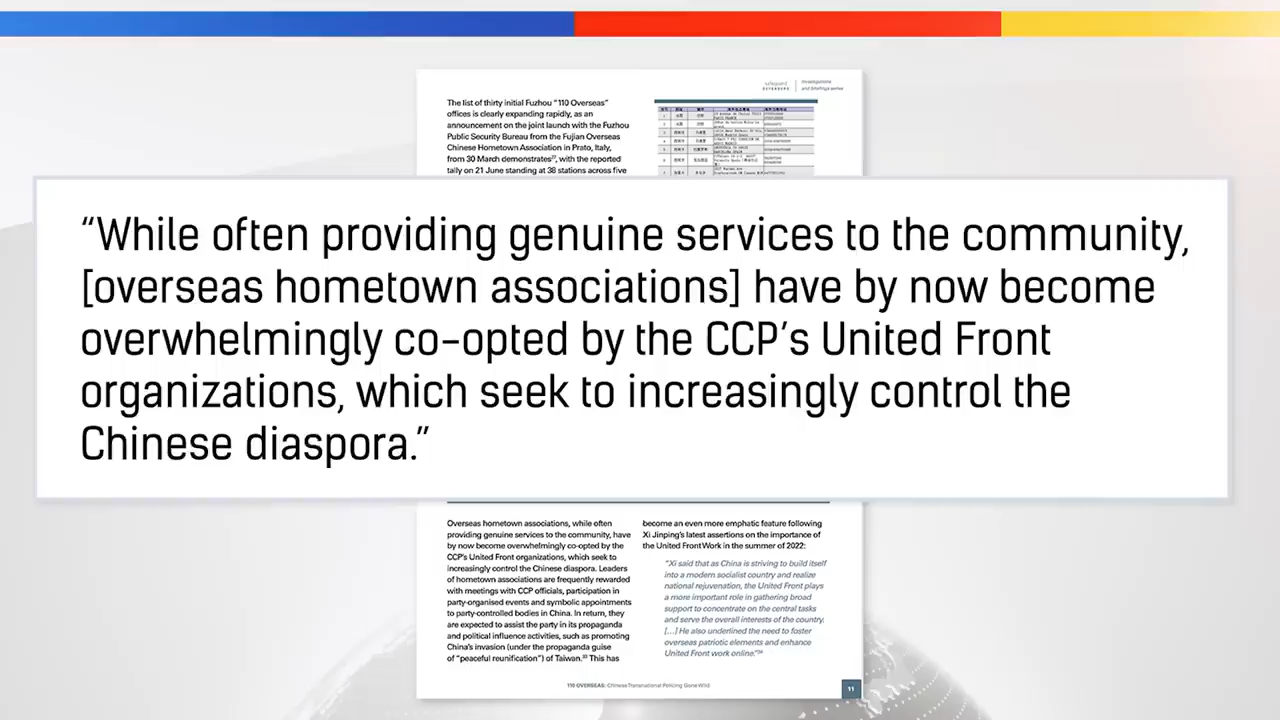 safeguard
DEFENDERS
Investigations
and Briefings series
The list of thirty initial Fuzhou “110 Overseas”
offices is clearly expanding rapidly, as an
announcement on the joint launch with the Fuzhou
Public Security Bureau from the Fujian Overseas
Chinese Hometown Association in Prato, Italy,
from 30 March demonstrates, with the reported
tally on 21 June standing at 38 stations across five
“While often providing genuine services to the community,
[overseas hometown associations] have by now become
overwhelmingly co-opted by the CCP’s United Front
organizations, which seek to increasingly control the
Chinese diaspora.”
Overseas hometown associations, while often
providing genuine services to the community, have
by now become overwhelmingly co-opted by the
CCP’s United Front organizations, which seek to
increasingly control the Chinese diaspora. Leaders
of hometown associations are frequently rewarded
with meetings with CCP officials, participation in
party-organised events and symbolic appointments
to party-controlled bodies in China. In return, they
are expected to assist the party in its propaganda
and political influence activities, such as promoting
China’s invasion (under the propaganda guise
of “peaceful reunification”) of Taiwan.³³ This has
become an even more emphatic feature following
Xi Jinping’s latest assertions on the importance of
the United Front Work in the summer of 2022:
“Xi said that as China is striving to build itself
into a modern socialist country and realize
national rejuvenation, the United Front plays
a more important role in gathering broad
support to concentrate on the central tasks
and serve the overall interests of the country.
[...] He also underlined the need to foster
overseas patriotic elements and enhance
United Front work online.”³⁴
110 OVERSEAS: Chinese Transnational Policing Gone Wild
11